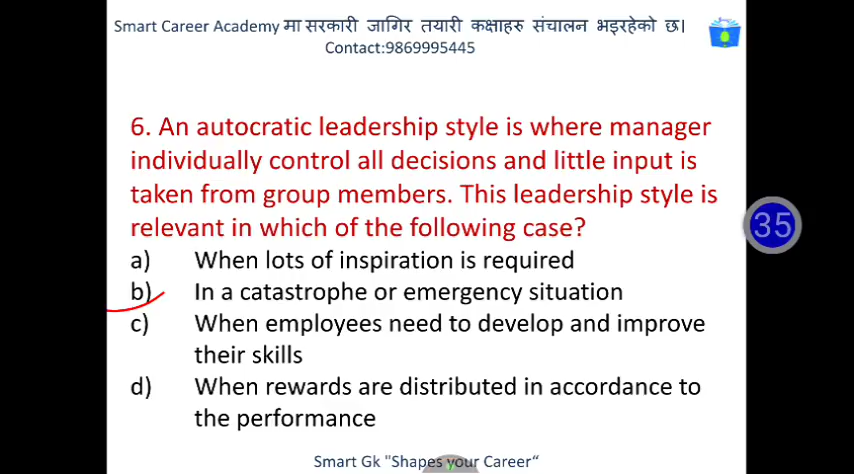 Smart Career Academy मा सरकारी जागिर तयारी कक्षाहरु संचालन भइरहेको छ।
Contact:9869995445
6. An autocratic leadership style is where manager
individually control all decisions and little input is
taken from group members. This leadership style is
relevant in which of the following case?
35
a) When lots of inspiration is required
b) In a catastrophe or emergency situation
c) When employees need to develop and improve
their skills
d) When rewards are distributed in accordance to
the performance
Smart Gk "Shapes your Career“